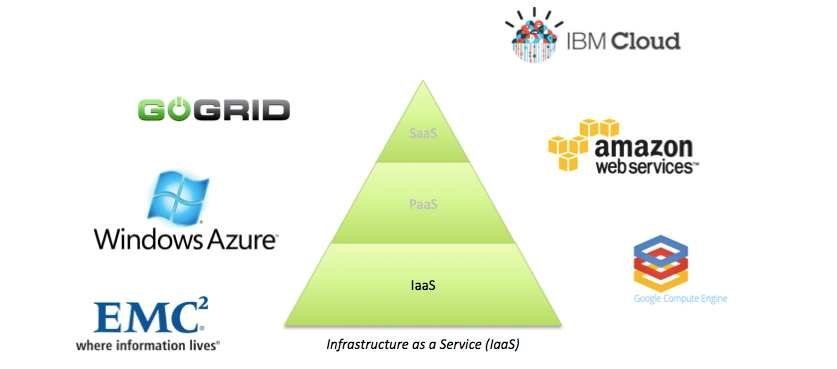 IBM Cloud
GOGRID
SaaS
amazon
web services™
PaaS
Windows Azure™
Google Compute Engine
IaaS
EMC²®
where information lives®
Infrastructure as a Service (IaaS)